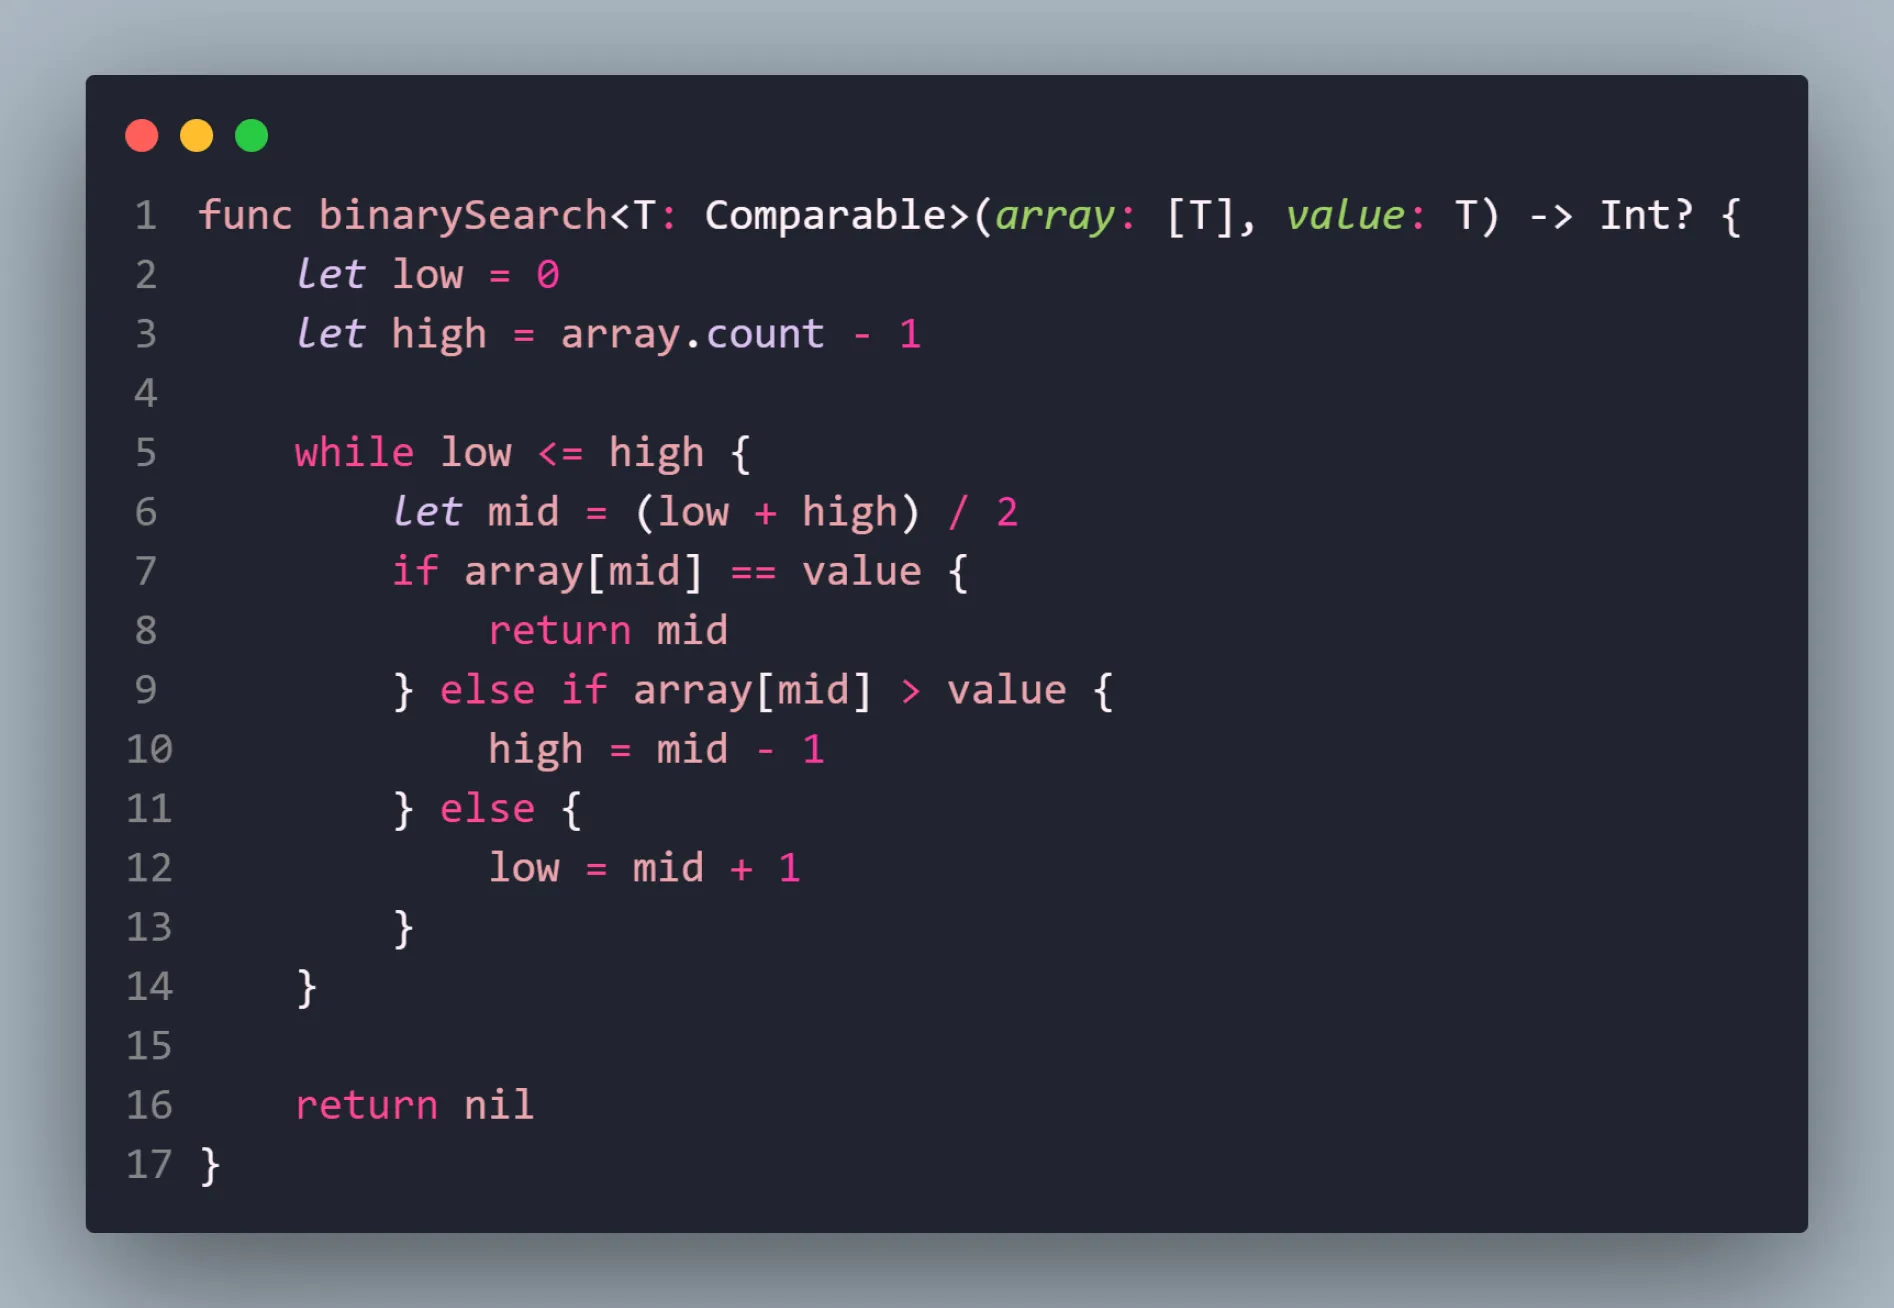 1 func binarySearch<T: Comparable>(array: [T], value: T) -> Int? {
2     let low = 0
3     let high = array.count - 1
4
5     while low <= high {
6         let mid = (low + high) / 2
7         if array[mid] == value {
8             return mid
9         } else if array[mid] > value {
10             high = mid - 1
11         } else {
12             low = mid + 1
13         }
14     }
15
16     return nil
17 }